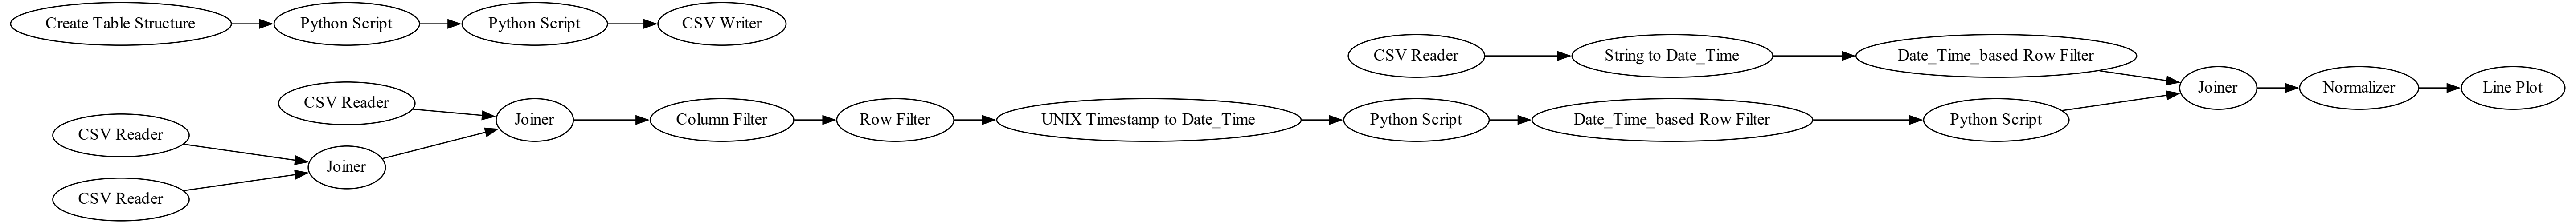 Create Table Structure
Python Script
Python Script
CSV Writer
CSV Reader
String to Date_Time
Date_Time_based Row Filter
CSV Reader
Joiner
Normalizer
Line Plot
CSV Reader
Joiner
Column Filter
Row Filter
UNIX Timestamp to Date_Time
Python Script
Date_Time_based Row Filter
Python Script
Joiner
CSV Reader